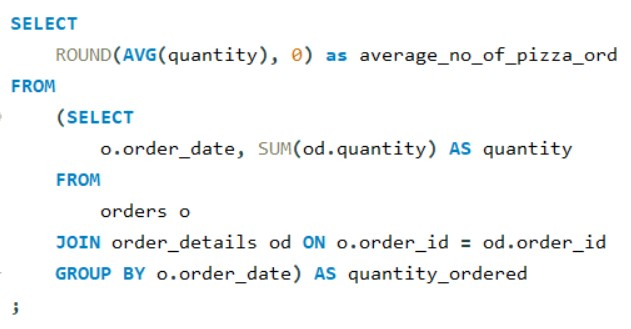 SELECT
ROUND(AVG(quantity), 0) as average_no_of_pizza_ord
FROM
(SELECT
o.order_date, SUM(od.quantity) AS quantity
FROM
orders o
JOIN order_details od ON o.order_id = od.order_id
GROUP BY o.order_date) AS quantity_ordered
;